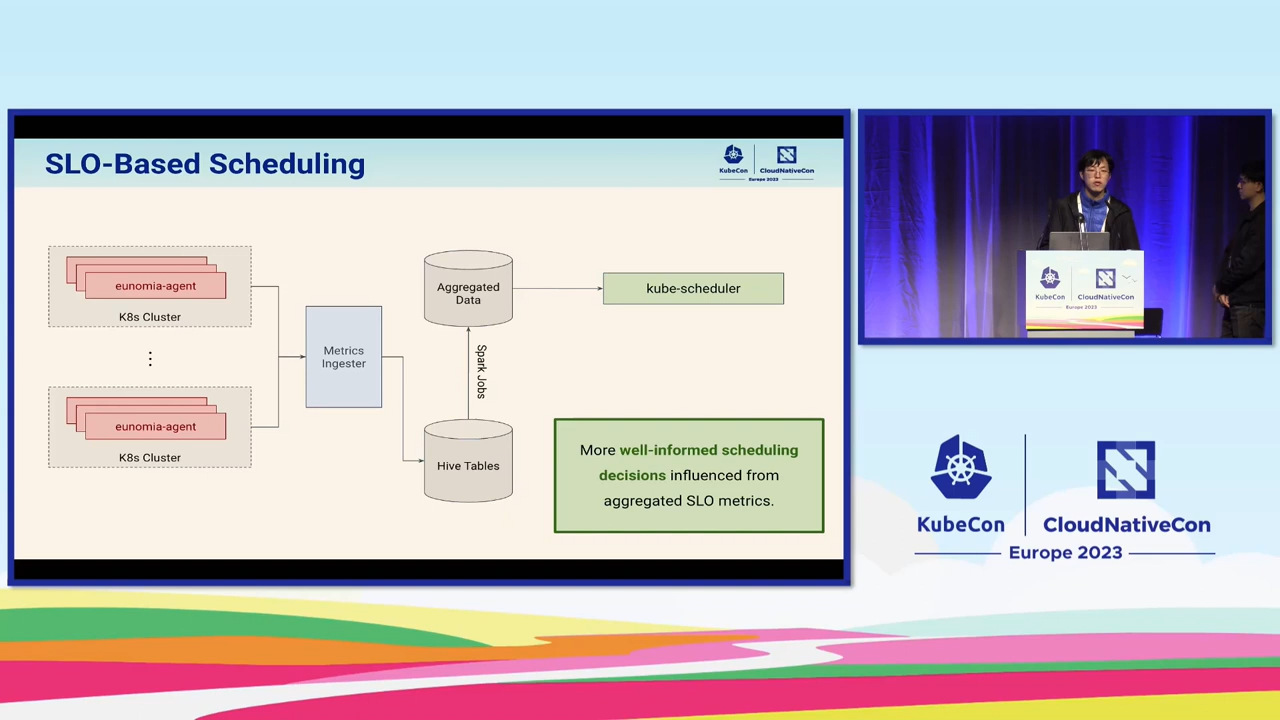 SLO-Based Scheduling
KubeCon
CloudNativeCon
Europe 2023
eunomia-agent
K8s Cluster
⋮
eunomia-agent
K8s Cluster
Metrics
Ingester
Aggregated
Data
Spark Jobs
Hive Tables
kube-scheduler
More well-informed scheduling
decisions influenced from
aggregated SLO metrics.
KubeCon
CloudNativeCon
Europe 2023
KubeCon
CloudNativeCon
Europe 2023